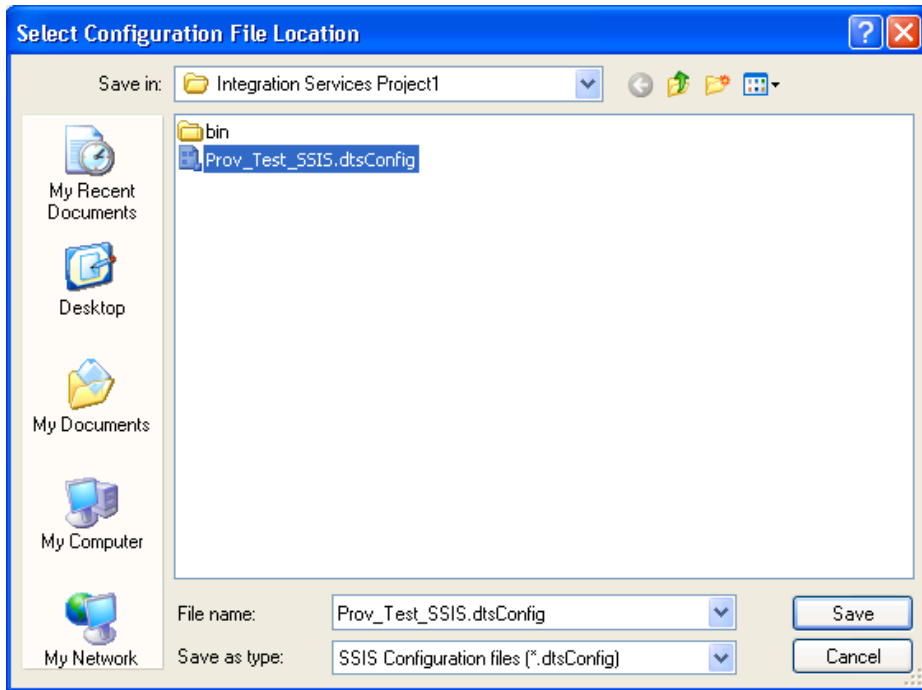 Select Configuration File Location
Save in:
Integration Services Project1
bin
Prov_Test_SSIS.dtsConfig
My Recent
Documents
Desktop
My Documents
My Computer
My Network
File name:
Prov_Test_SSIS.dtsConfig
Save
Save as type:
SSIS Configuration files (*.dtsConfig)
Cancel